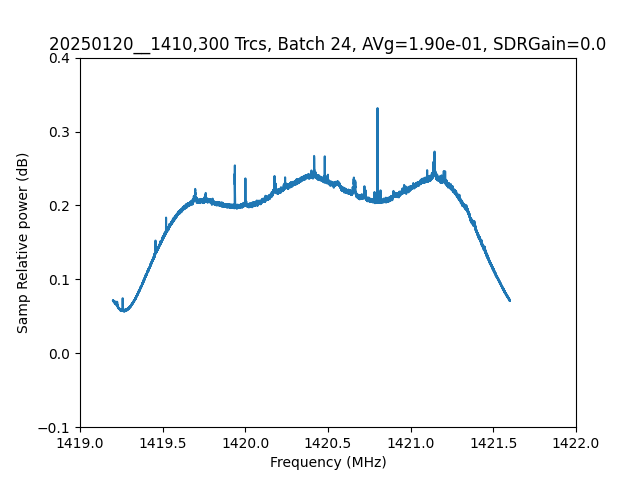 20250120__1410,300 Trcs, Batch 24, AVg=1.90e-01, SDRGain=0.0
0.4
0.3
0.2
0.1
0.0
−0.1
Samp Relative power (dB)
1419.0 1419.5 1420.0 1420.5 1421.0 1421.5 1422.0
Frequency (MHz)